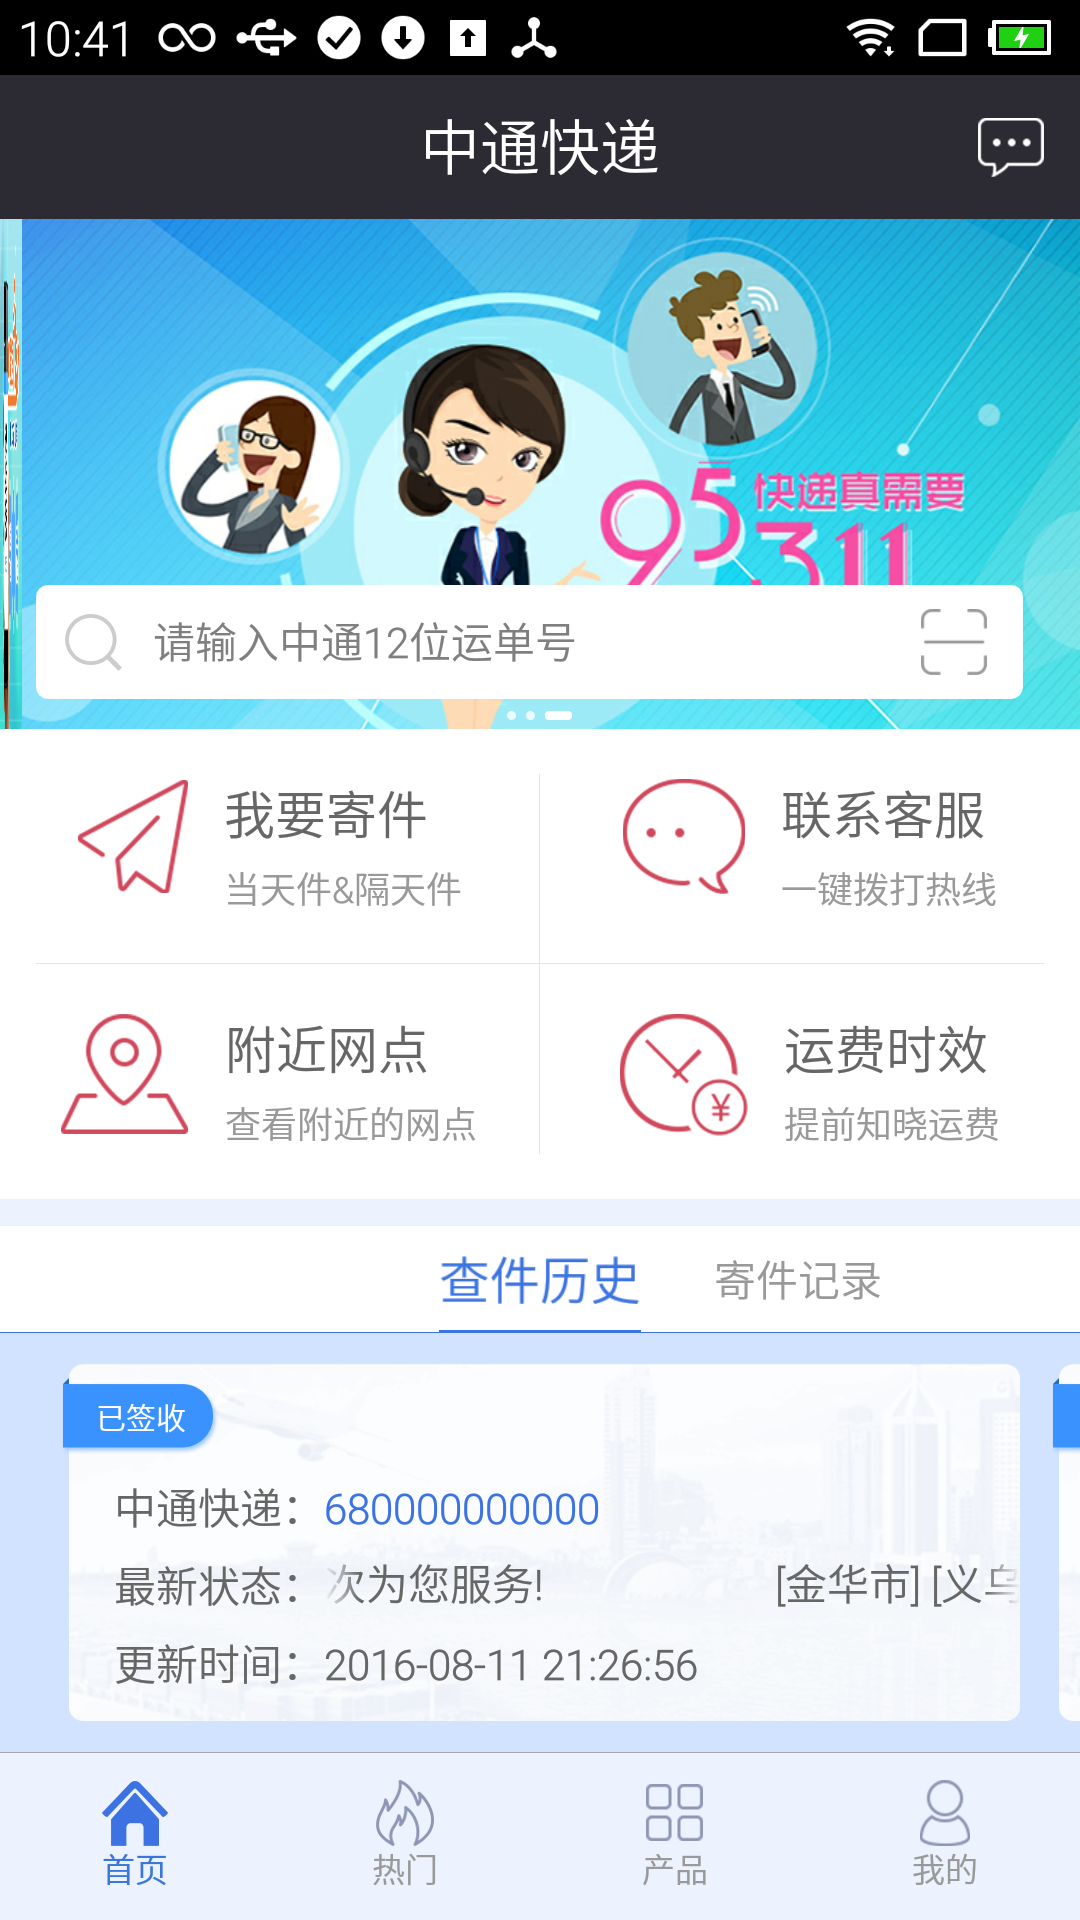 10:41
中通快递
快递真需要
95311
请输入中通12位运单号
我要寄件
当天件&隔天件
联系客服
一键拨打热线
附近网点
查看附近的网点
运费时效
提前知晓运费
查件历史
寄件记录
已签收
中通快递：680000000000
最新状态：次为您服务! [金华市] [义乌
更新时间：2016-08-11 21:26:56
首页
热门
产品
我的